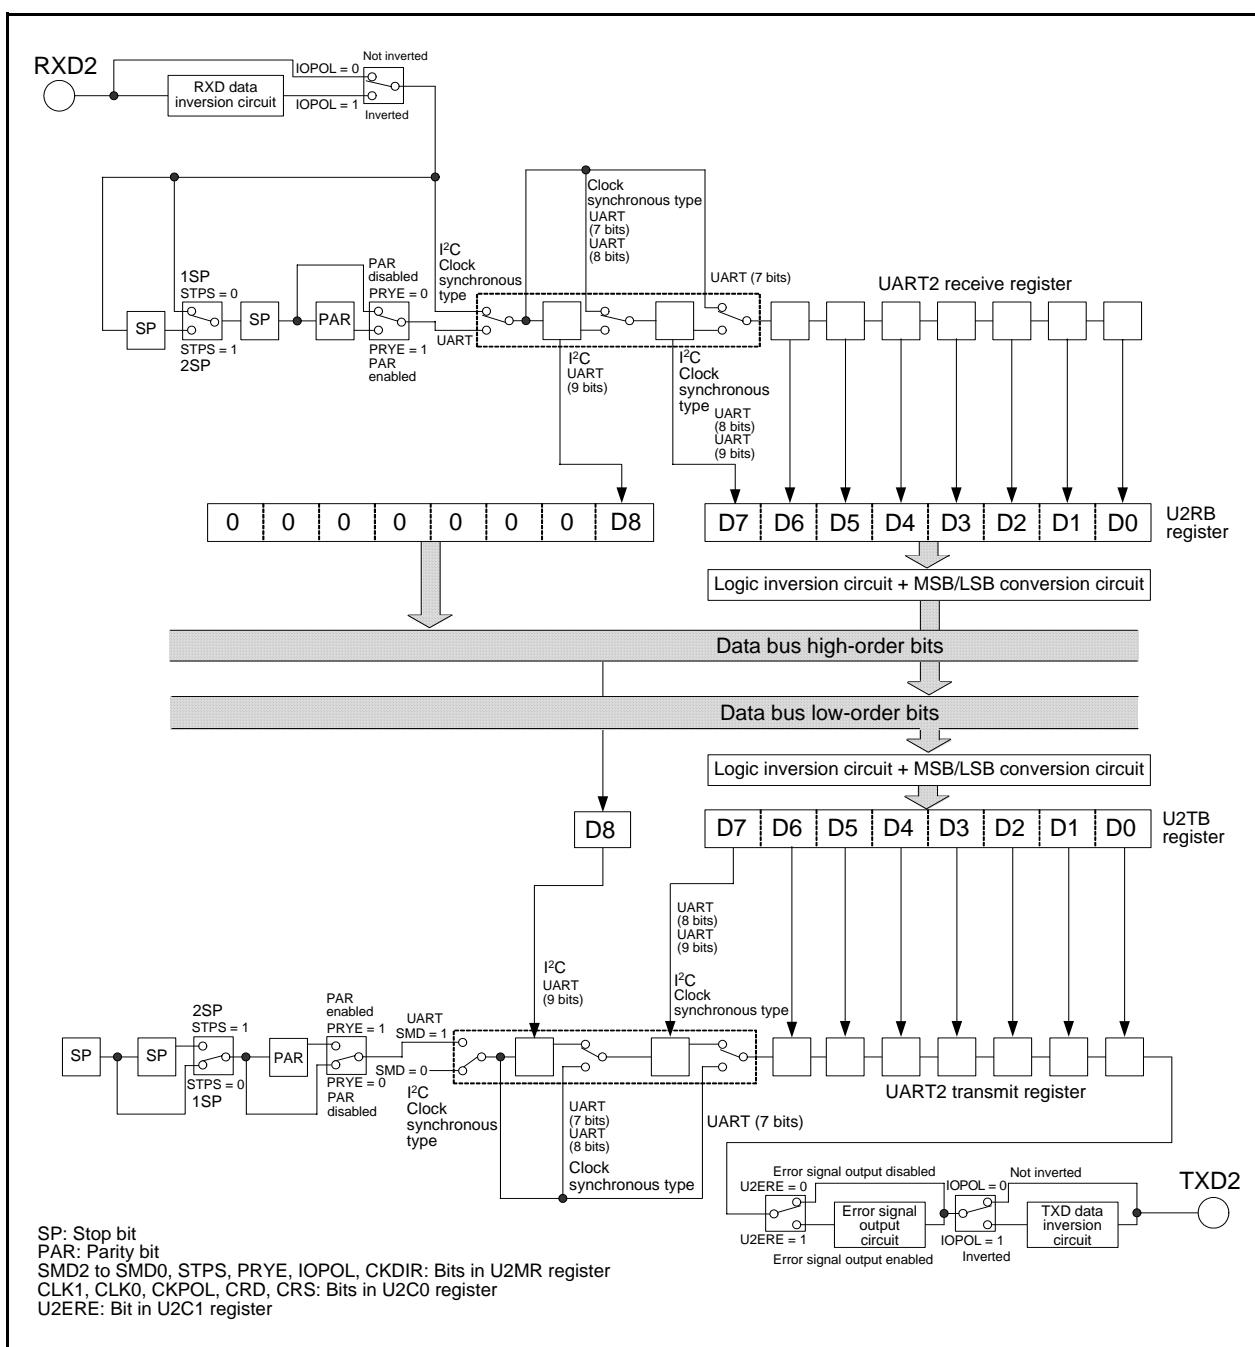 RXD2
Not inverted
IOPOL = 0
RXD data
inversion circuit
IOPOL = 1
Inverted
Clock
synchronous type
UART
(7 bits)
UART
(8 bits)
I²C
Clock
synchronous
type
PAR
disabled
1SP
STPS = 0
PRYE = 0
UART (7 bits)
UART2 receive register
SP
SP
PAR
UART
STPS = 1
2SP
PRYE = 1
PAR
enabled
I²C
UART
(9 bits)
I²C
Clock
synchronous
type
UART
(8 bits)
UART
(9 bits)
0 0 0 0 0 0 0 D8
D7 D6 D5 D4 D3 D2 D1 D0
U2RB
register
Logic inversion circuit + MSB/LSB conversion circuit
Data bus high-order bits
Data bus low-order bits
Logic inversion circuit + MSB/LSB conversion circuit
D8
D7 D6 D5 D4 D3 D2 D1 D0
U2TB
register
UART
(8 bits)
UART
(9 bits)
I²C
UART
(9 bits)
I²C
Clock
synchronous type
2SP
STPS = 1
PAR
enabled
PRYE = 1
UART
SMD = 1
SP
SP
PAR
SMD = 0
STPS = 0
1SP
PRYE = 0
PAR
disabled
I²C
Clock
synchronous
type
UART
(7 bits)
UART
(8 bits)
Clock
synchronous type
UART (7 bits)
UART2 transmit register
Error signal output disabled
U2ERE = 0
IOPOL = 0
Not inverted
TXD2
Error signal
output
circuit
TXD data
inversion
circuit
U2ERE = 1
Error signal output enabled
IOPOL = 1
Inverted
SP: Stop bit
PAR: Parity bit
SMD2 to SMD0, STPS, PRYE, IOPOL, CKDIR: Bits in U2MR register
CLK1, CLK0, CKPOL, CRD, CRS: Bits in U2C0 register
U2ERE: Bit in U2C1 register